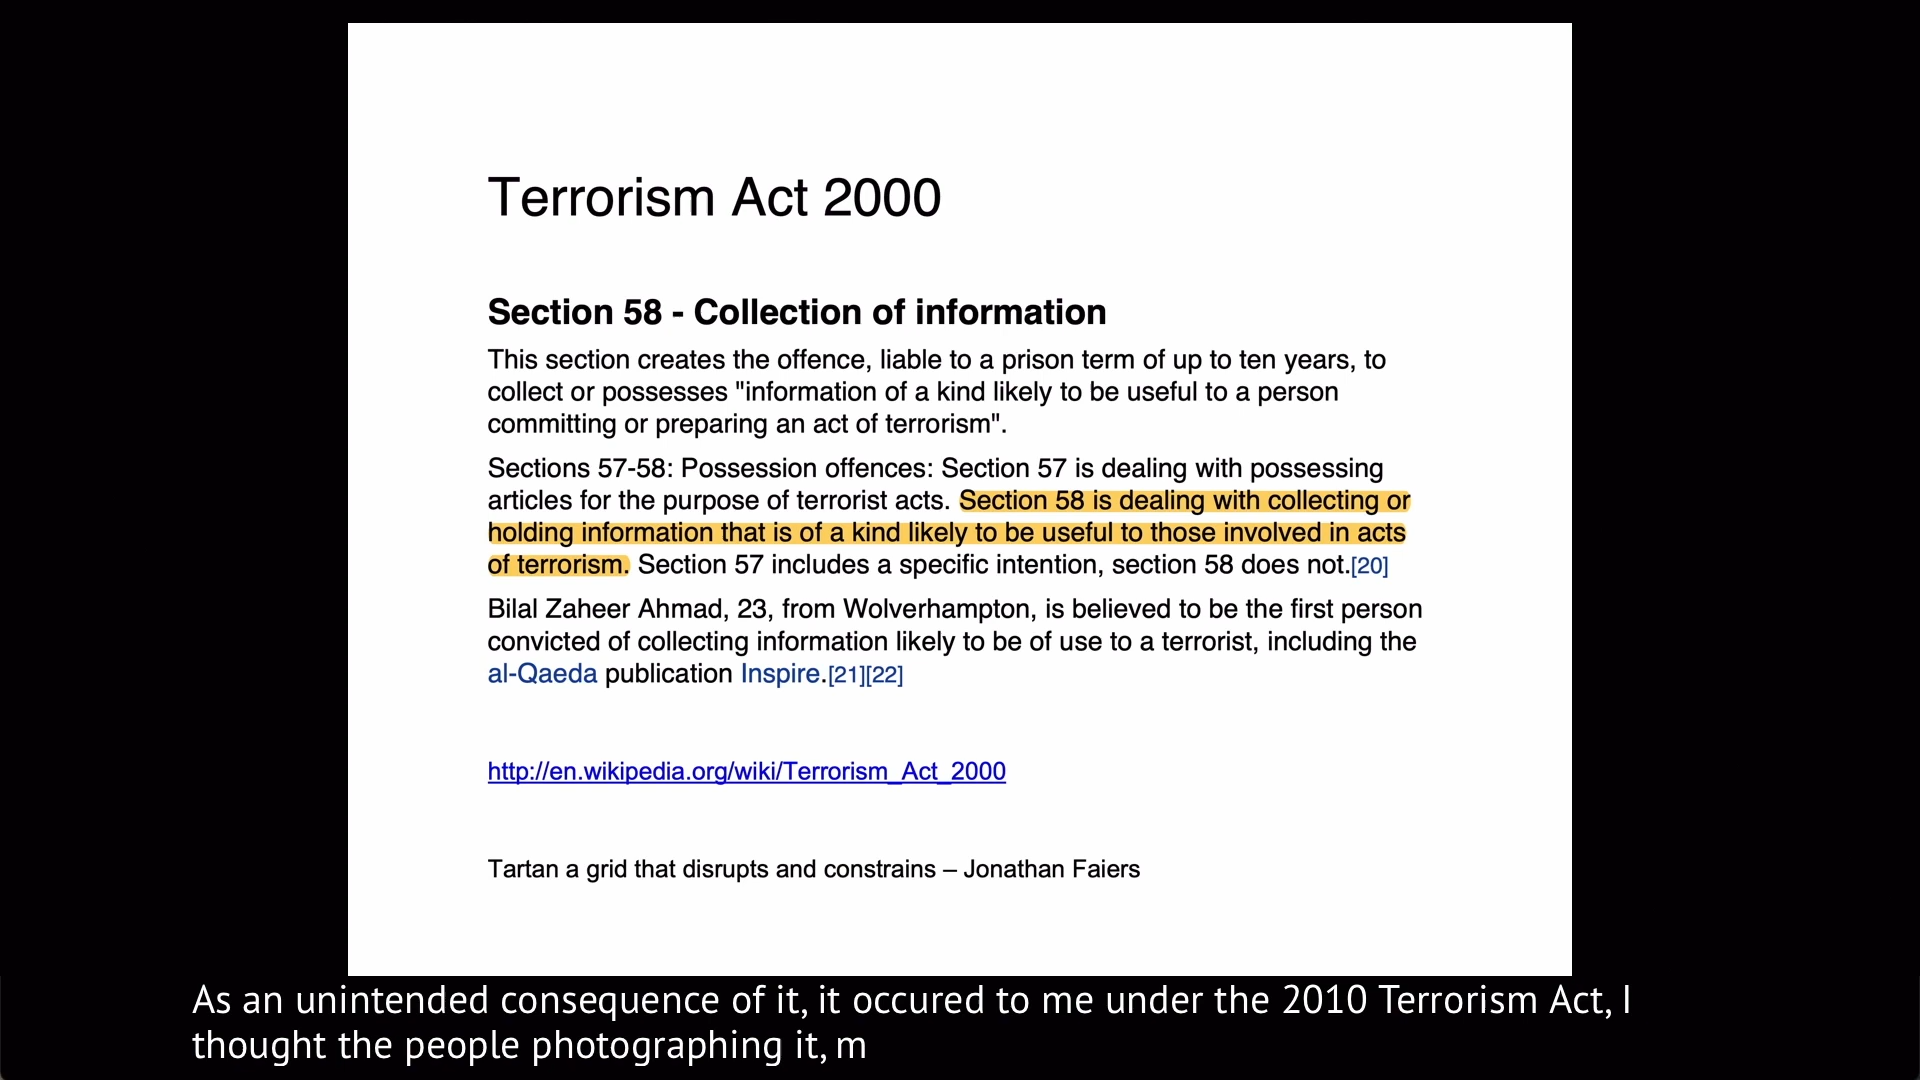 Terrorism Act 2000
Section 58 - Collection of information
This section creates the offence, liable to a prison term of up to ten years, to
collect or possesses "information of a kind likely to be useful to a person
committing or preparing an act of terrorism".
Sections 57-58: Possession offences: Section 57 is dealing with possessing
articles for the purpose of terrorist acts. Section 58 is dealing with collecting or
holding information that is of a kind likely to be useful to those involved in acts
of terrorism. Section 57 includes a specific intention, section 58 does not.[20]
Bilal Zaheer Ahmad, 23, from Wolverhampton, is believed to be the first person
convicted of collecting information likely to be of use to a terrorist, including the
al-Qaeda publication Inspire.[21][22]
http://en.wikipedia.org/wiki/Terrorism_Act_2000
Tartan a grid that disrupts and constrains – Jonathan Faiers
As an unintended consequence of it, it occured to me under the 2010 Terrorism Act, I
thought the people photographing it, m